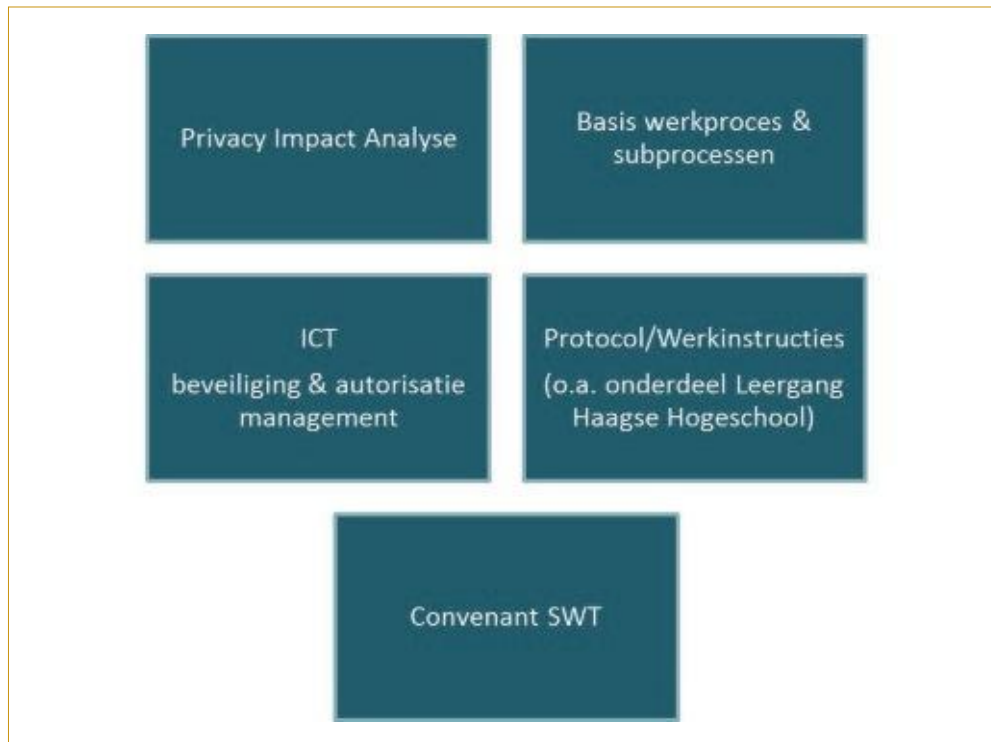 Privacy Impact Analyse
Basis werkproces &
subprocessen
ICT
beveiliging & autorisatie
management
Protocol/Werkinstructies
(o.a. onderdeel Leergang
Haagse Hogeschool)
Convenant SWT